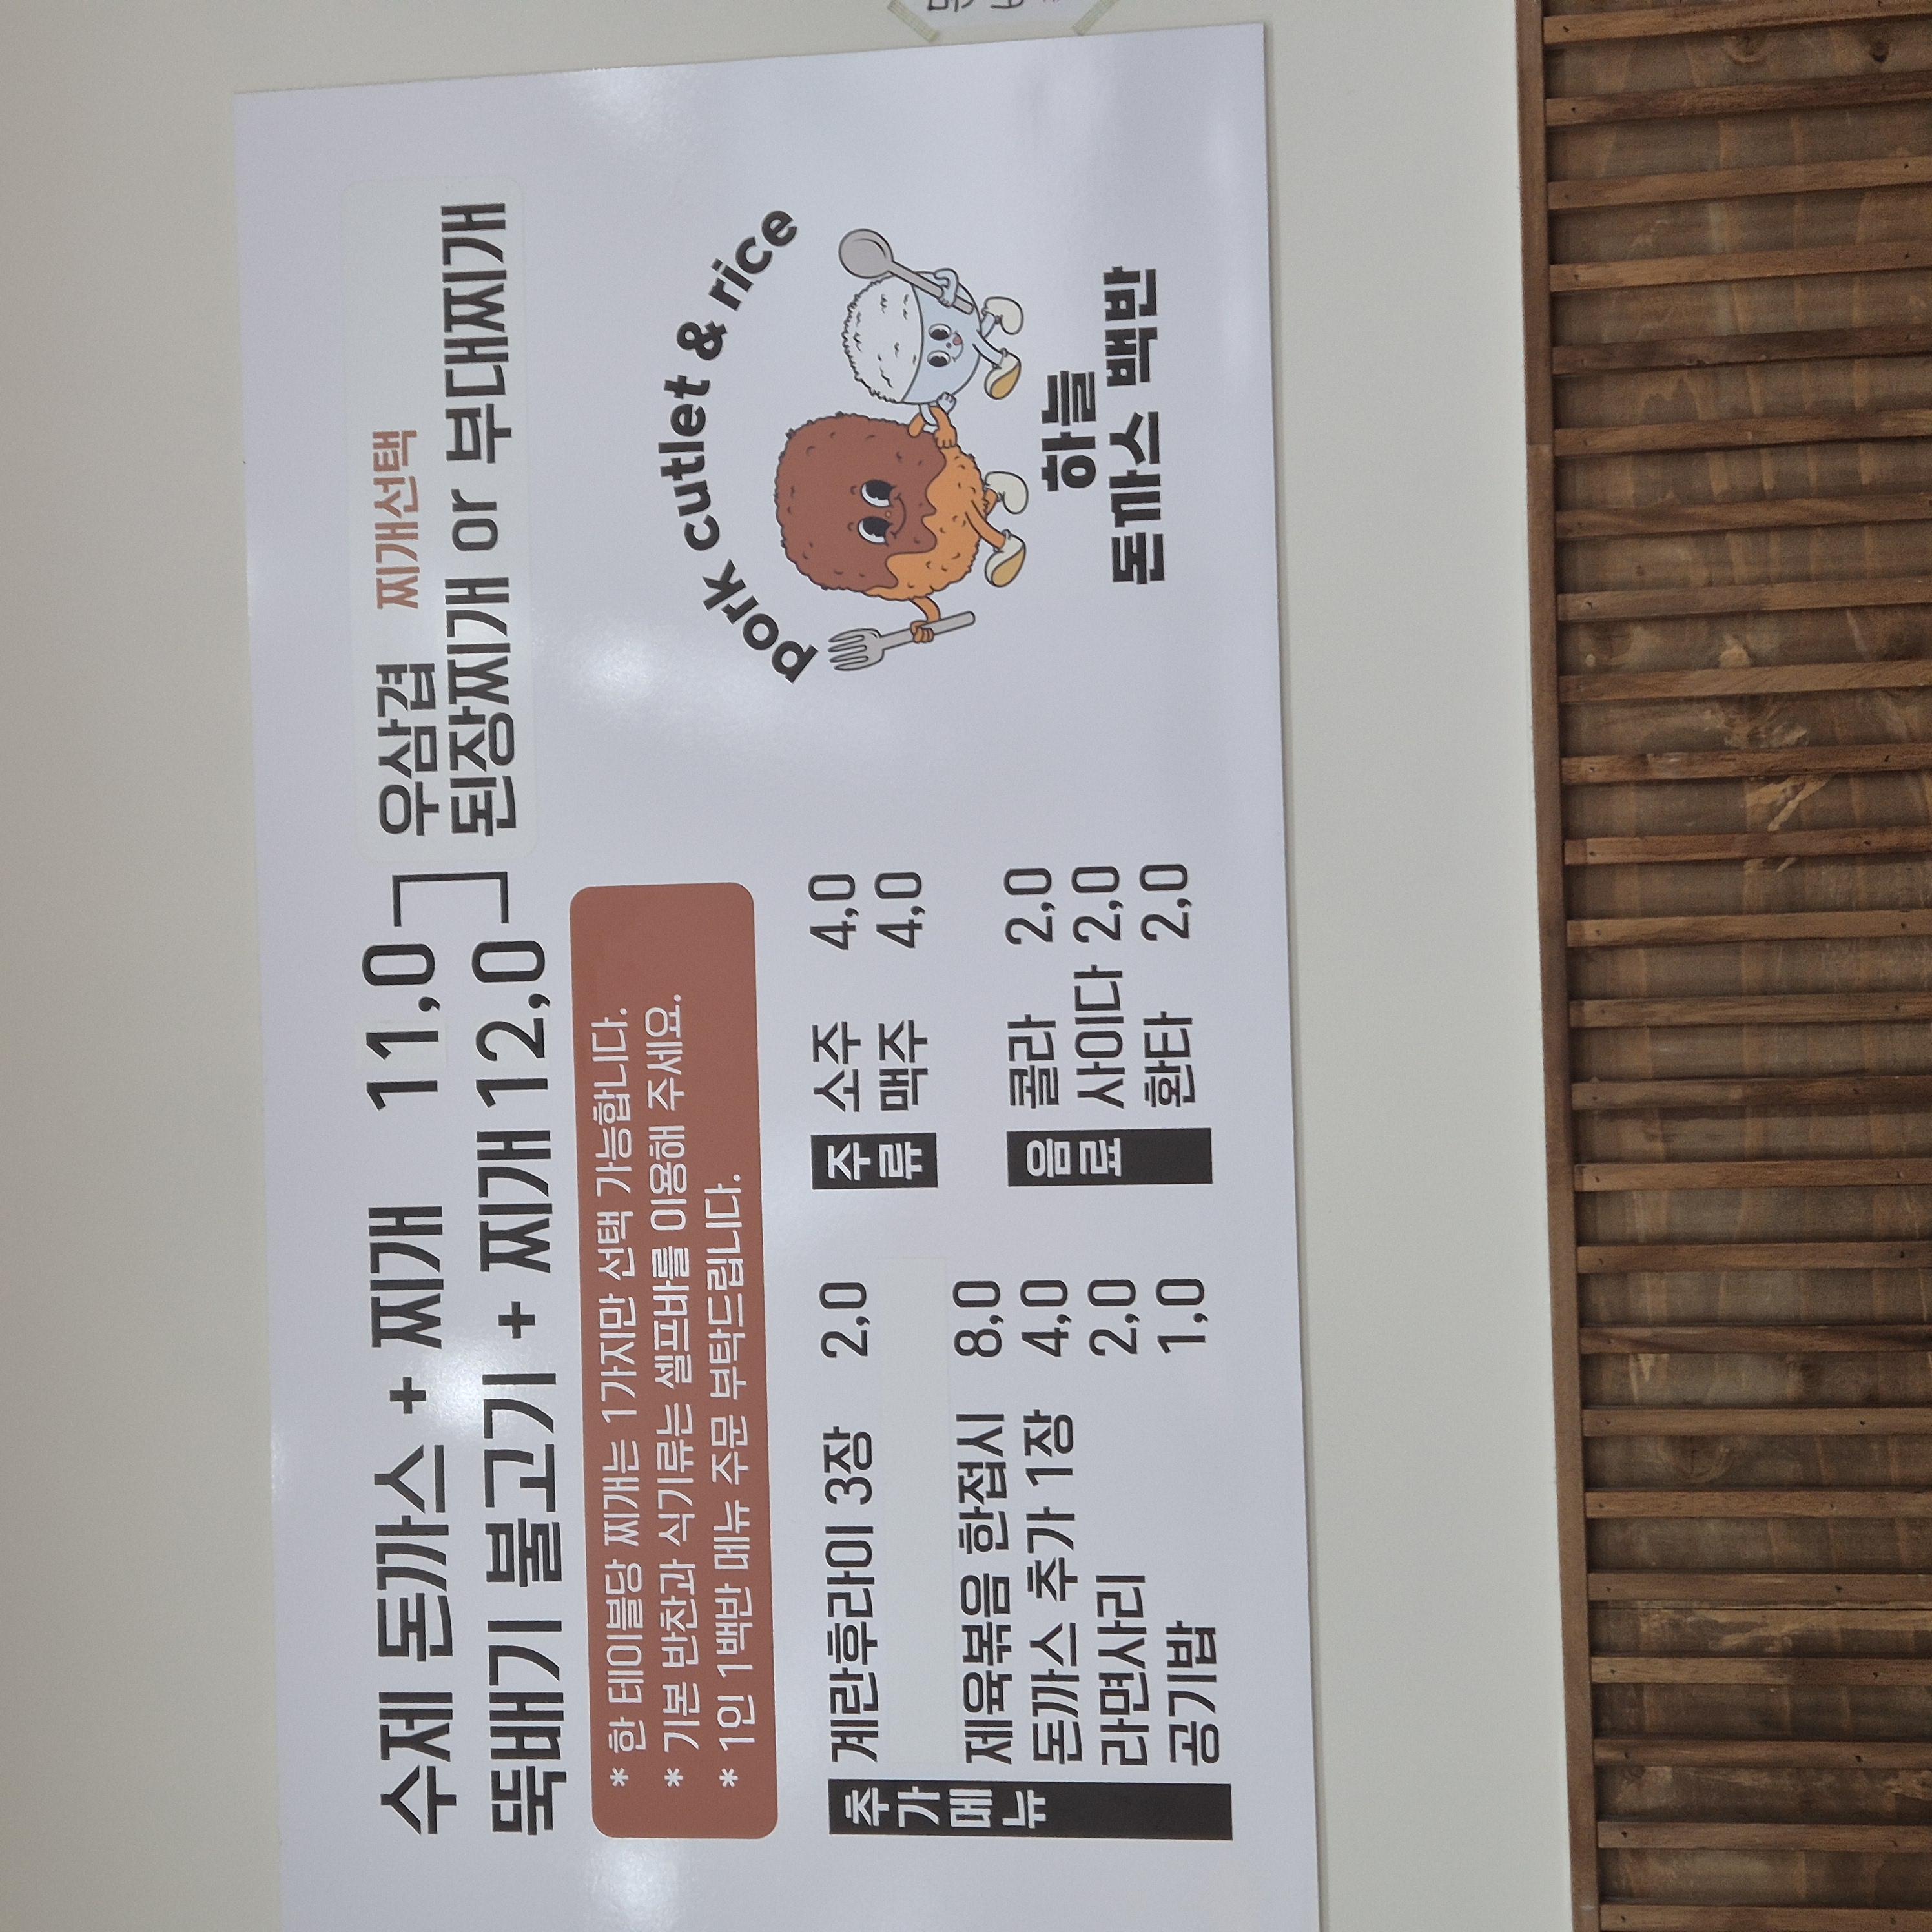 수제 돈까스 + 찌개 11,0
뚝배기 불고기 + 찌개 12,0
우삼겹 찌개선택
된장찌개 or 부대찌개
* 한 테이블당 찌개는 1가지만 선택 가능합니다.
* 기본 반찬과 식기류는 셀프바를 이용해 주세요.
* 1인 1백반 메뉴 주문 부탁드립니다.
추가메뉴
계란후라이 3장 2,0
제육볶음 한접시 8,0
돈까스 추가 1장 4,0
라면사리 2,0
공기밥 1,0
주류
소주 4,0
맥주 4,0
음료
콜라 2,0
사이다 2,0
환타 2,0
pork cutlet & rice
하늘
돈까스 백반